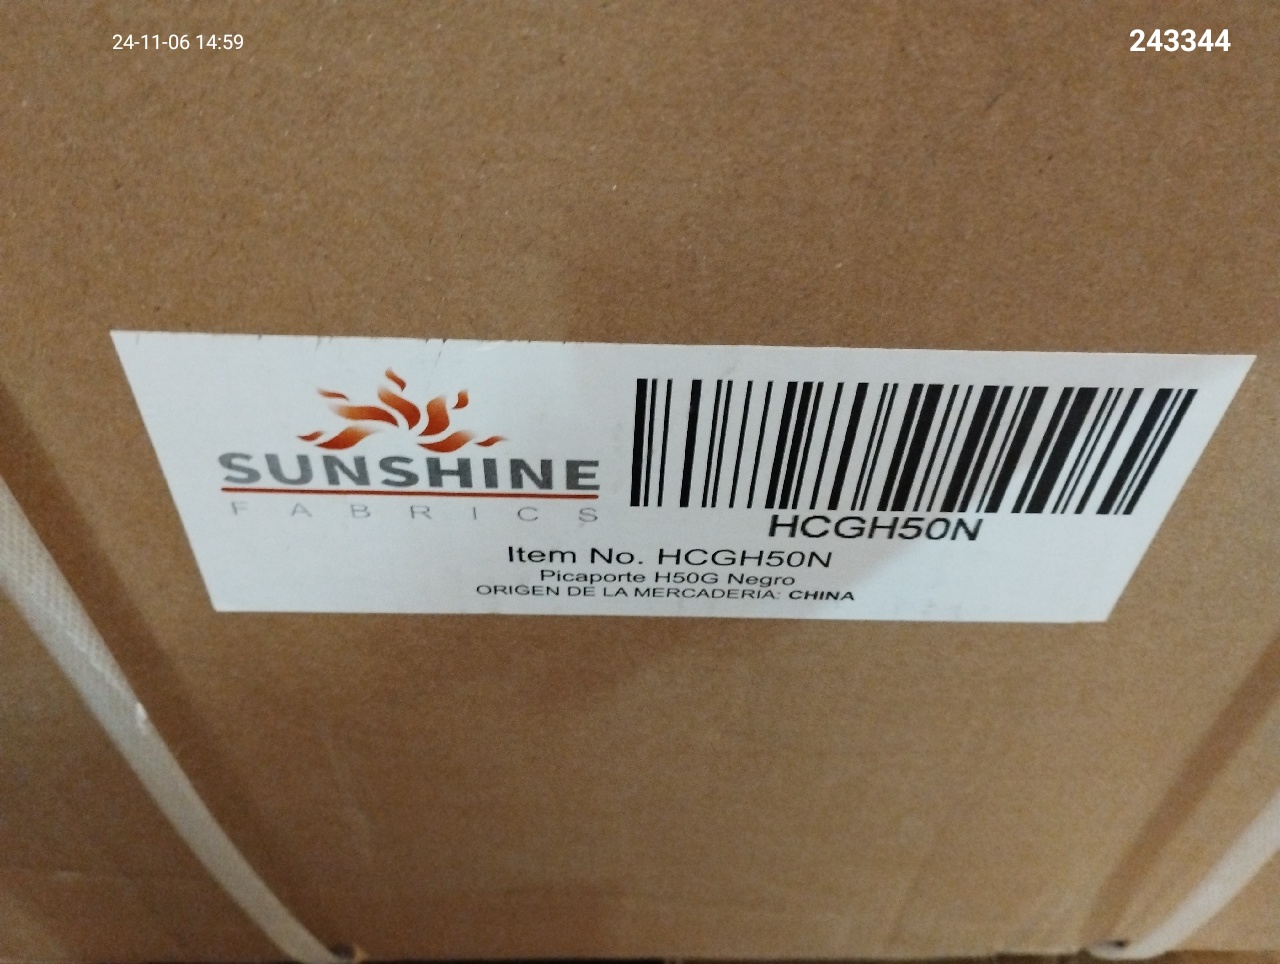 24-11-06 14:59
243344
SUNSHINE
FABRICS
HCGH50N
Item No. HCGH50N
Picaporte H50G Negro
ORIGEN DE LA MERCADERIA: CHINA